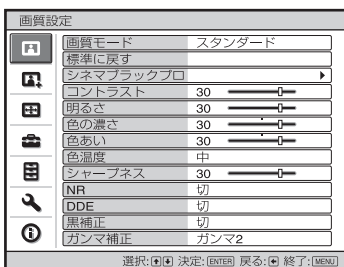 画質設定
画質モード スタンダード
標準に戻す
シネマブラックプロ
コントラスト 30
明るさ 30
色の濃さ 30
色あい 30
色温度 中
シャープネス 30
NR 切
DDE 切
黒補正 切
ガンマ補正 ガンマ2
選択: 決定: ENTER 戻る: 終了: MENU